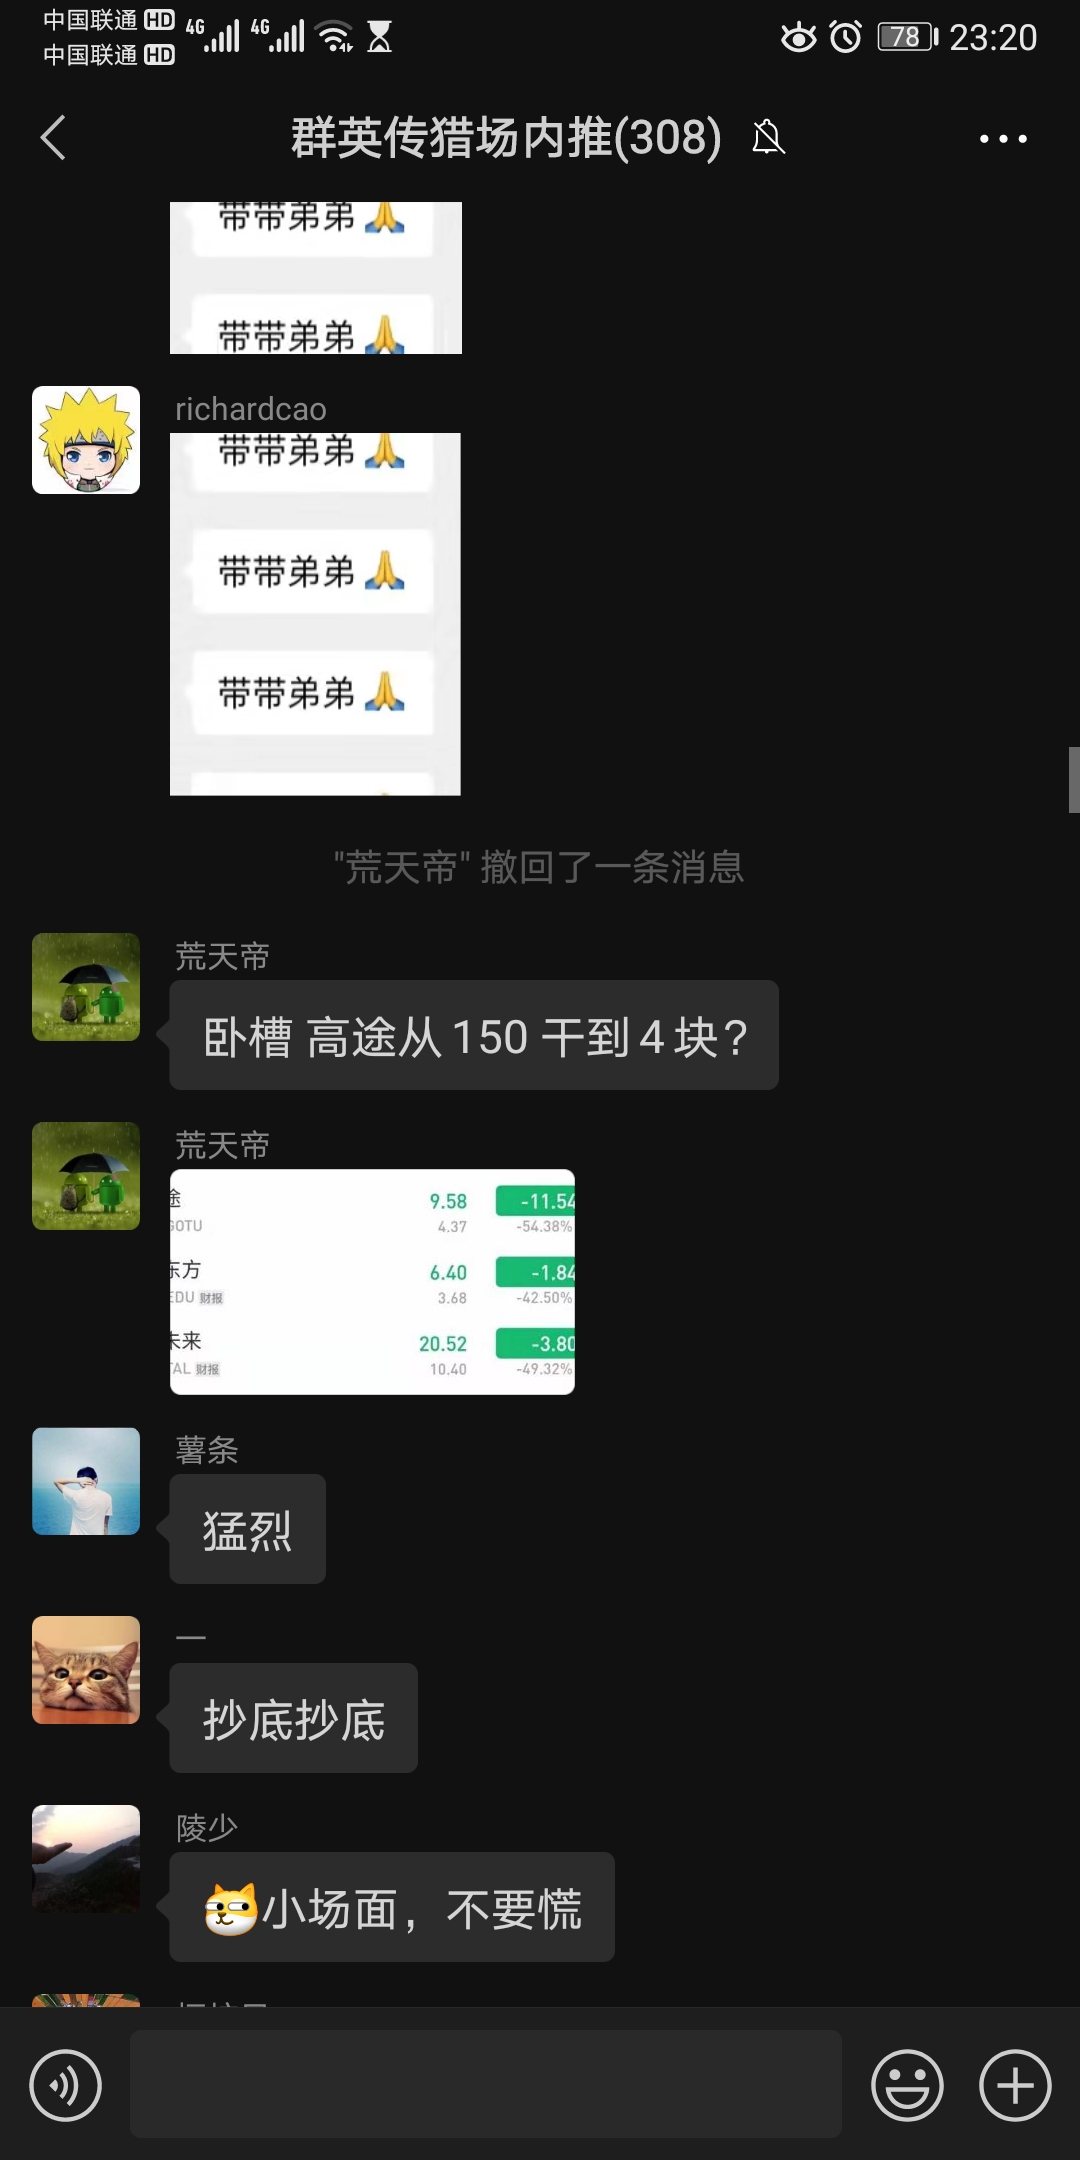 中国联通 HD 4G 4G 78 23:20
中国联通 HD
群英传猎场内推(308)
带带弟弟🙏
带带弟弟🙏
richardcao
带带弟弟🙏
带带弟弟🙏
带带弟弟🙏
"荒天帝" 撤回了一条消息
荒天帝
卧槽 高途从 150 干到 4 块?
荒天帝
途 9.58 -11.54
GOTU 4.37 -54.38%
东方 6.40 -1.84
EDU 财报 3.68 -42.50%
未来 20.52 -3.80
TAL 财报 10.40 -49.32%
薯条
猛烈
一
抄底抄底
陵少
小场面，不要慌